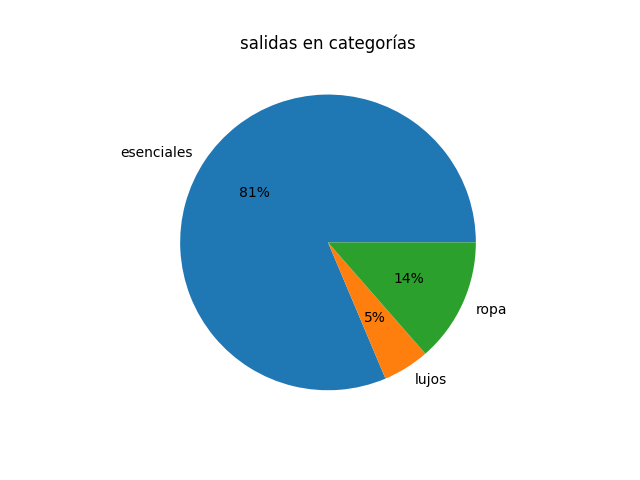 salidas en categorías
esenciales
81%
14%
ropa
5%
lujos